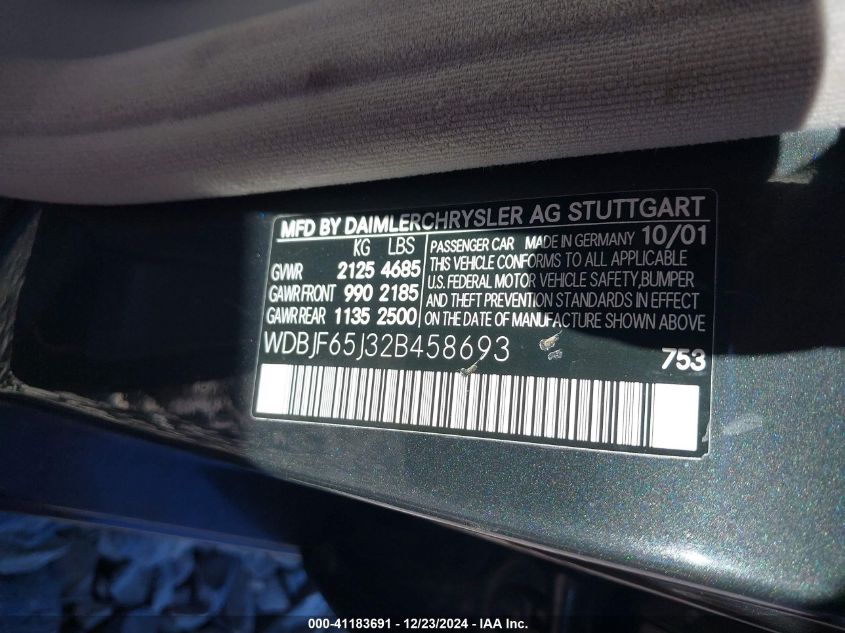 MFD BY DAIMLERCHRYSLER AG STUTTGART
KG LBS
GVWR 2125 4685
GAWR FRONT 990 2185
GAWR REAR 1135 2500
PASSENGER CAR MADE IN GERMANY 10/01
THIS VEHICLE CONFORMS TO ALL APPLICABLE
U.S. FEDERAL MOTOR VEHICLE SAFETY, BUMPER
AND THEFT PREVENTION STANDARDS IN EFFECT
ON THE DATE OF MANUFACTURE SHOWN ABOVE
WDBJF65J32B458693 753
000-41183691 - 12/23/2024 - IAA Inc.